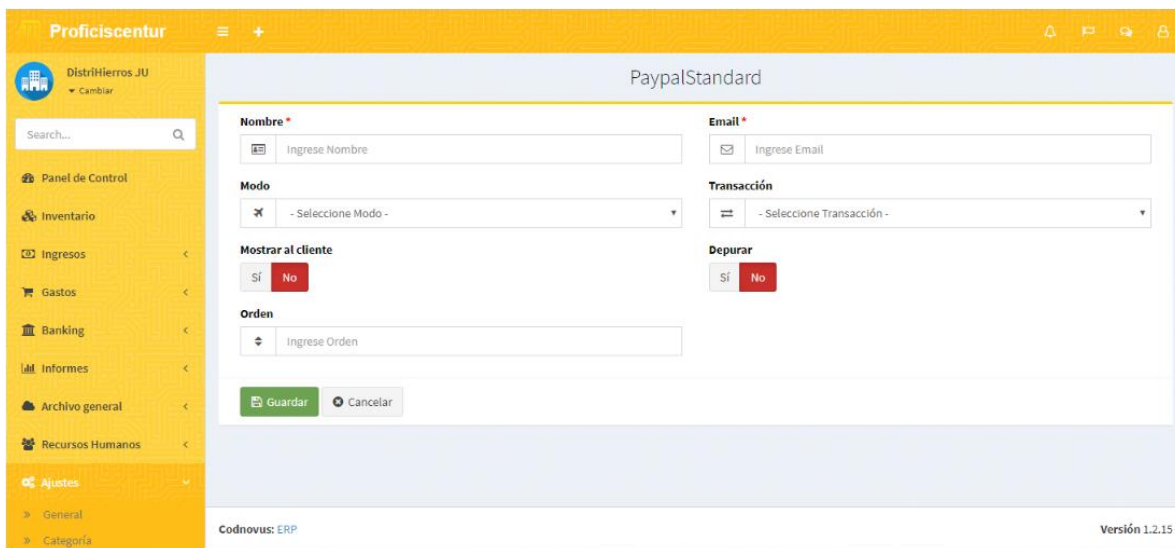 Proficiscentur
DistriHierros JU
Cambiar
Search...
Panel de Control
Inventario
Ingresos
Gastos
Banking
Informes
Archivo general
Recursos Humanos
Ajustes
» General
» Categoría
PaypalStandard
Nombre * Email *
Ingrese Nombre Ingrese Email
Modo Transacción
- Seleccione Modo - - Seleccione Transacción -
Mostrar al cliente Depurar
Sí No Sí No
Orden
Ingrese Orden
Guardar Cancelar
Codnovus: ERP Versión 1.2.15